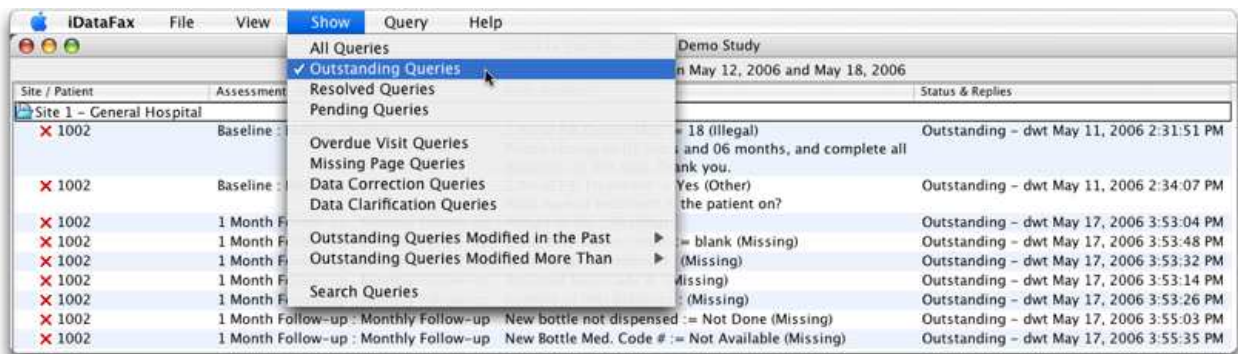 iDataFax File View Show Query Help
Demo Study
n May 12, 2006 and May 18, 2006
All Queries
✓ Outstanding Queries
Resolved Queries
Pending Queries
Overdue Visit Queries
Missing Page Queries
Data Correction Queries
Data Clarification Queries
Outstanding Queries Modified in the Past
Outstanding Queries Modified More Than
Search Queries
Site / Patient Assessment Status & Replies
Site 1 – General Hospital
1002 Baseline : = 18 (Illegal) Outstanding – dwt May 11, 2006 2:31:51 PM
and 06 months, and complete all
you.
1002 Baseline : Yes (Other) Outstanding – dwt May 11, 2006 2:34:07 PM
the patient on?
1002 1 Month F Outstanding – dwt May 17, 2006 3:53:04 PM
1002 1 Month F = blank (Missing) Outstanding – dwt May 17, 2006 3:53:48 PM
1002 1 Month F (Missing) Outstanding – dwt May 17, 2006 3:53:32 PM
1002 1 Month F Missing) Outstanding – dwt May 17, 2006 3:53:14 PM
1002 1 Month F (Missing) Outstanding – dwt May 17, 2006 3:53:26 PM
1002 1 Month Follow-up : Monthly Follow-up New bottle not dispensed := Not Done (Missing) Outstanding – dwt May 17, 2006 3:55:03 PM
1002 1 Month Follow-up : Monthly Follow-up New Bottle Med. Code # := Not Available (Missing) Outstanding – dwt May 17, 2006 3:55:35 PM